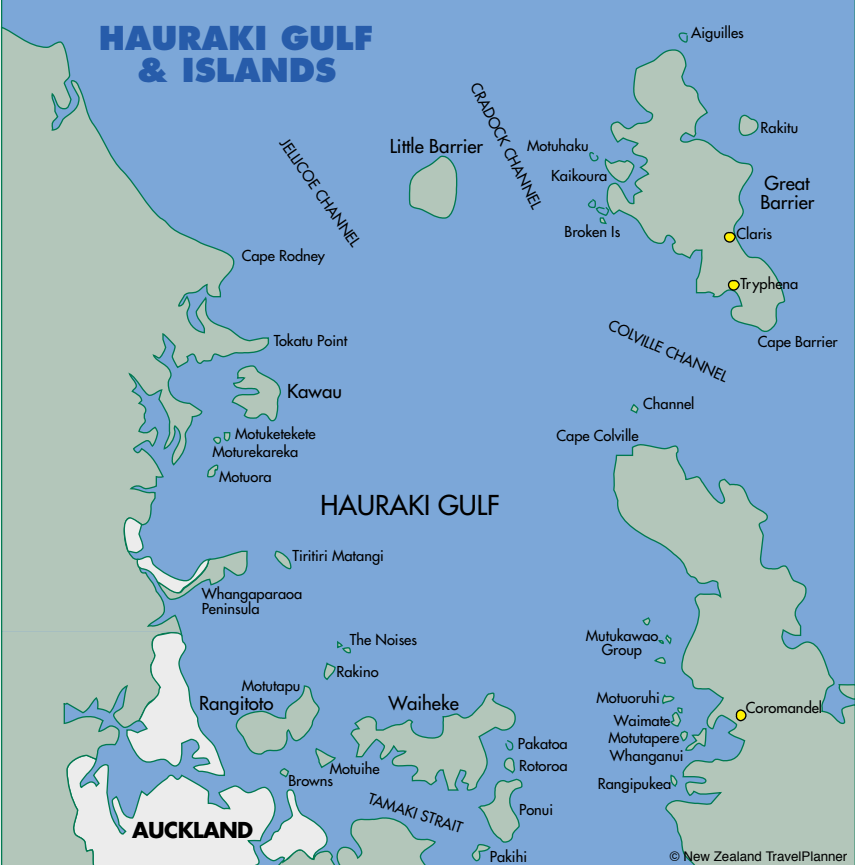 HAURAKI GULF
& ISLANDS
Aiguilles
CRADOCK CHANNEL
Rakitu
JELLICOE CHANNEL
Little Barrier
Motuhaku
Kaikoura
Great
Barrier
Broken Is
Claris
Cape Rodney
Tryphena
COLVILLE CHANNEL
Tokatu Point
Cape Barrier
Kawau
Channel
Motuketekete
Cape Colville
Moturekareka
Motuora
HAURAKI GULF
Tiritiri Matangi
Whangaparaoa
Peninsula
The Noises
Mutukawao
Group
Rakino
Motutapu
Rangitoto
Waiheke
Motuoruhi
Coromandel
Waimate
Motutapere
Pakatoa
Whanganui
Motuihe
Rotoroa
Browns
Rangipukea
TAMAKI STRAIT
Ponui
AUCKLAND
Pakihi
© New Zealand TravelPlanner